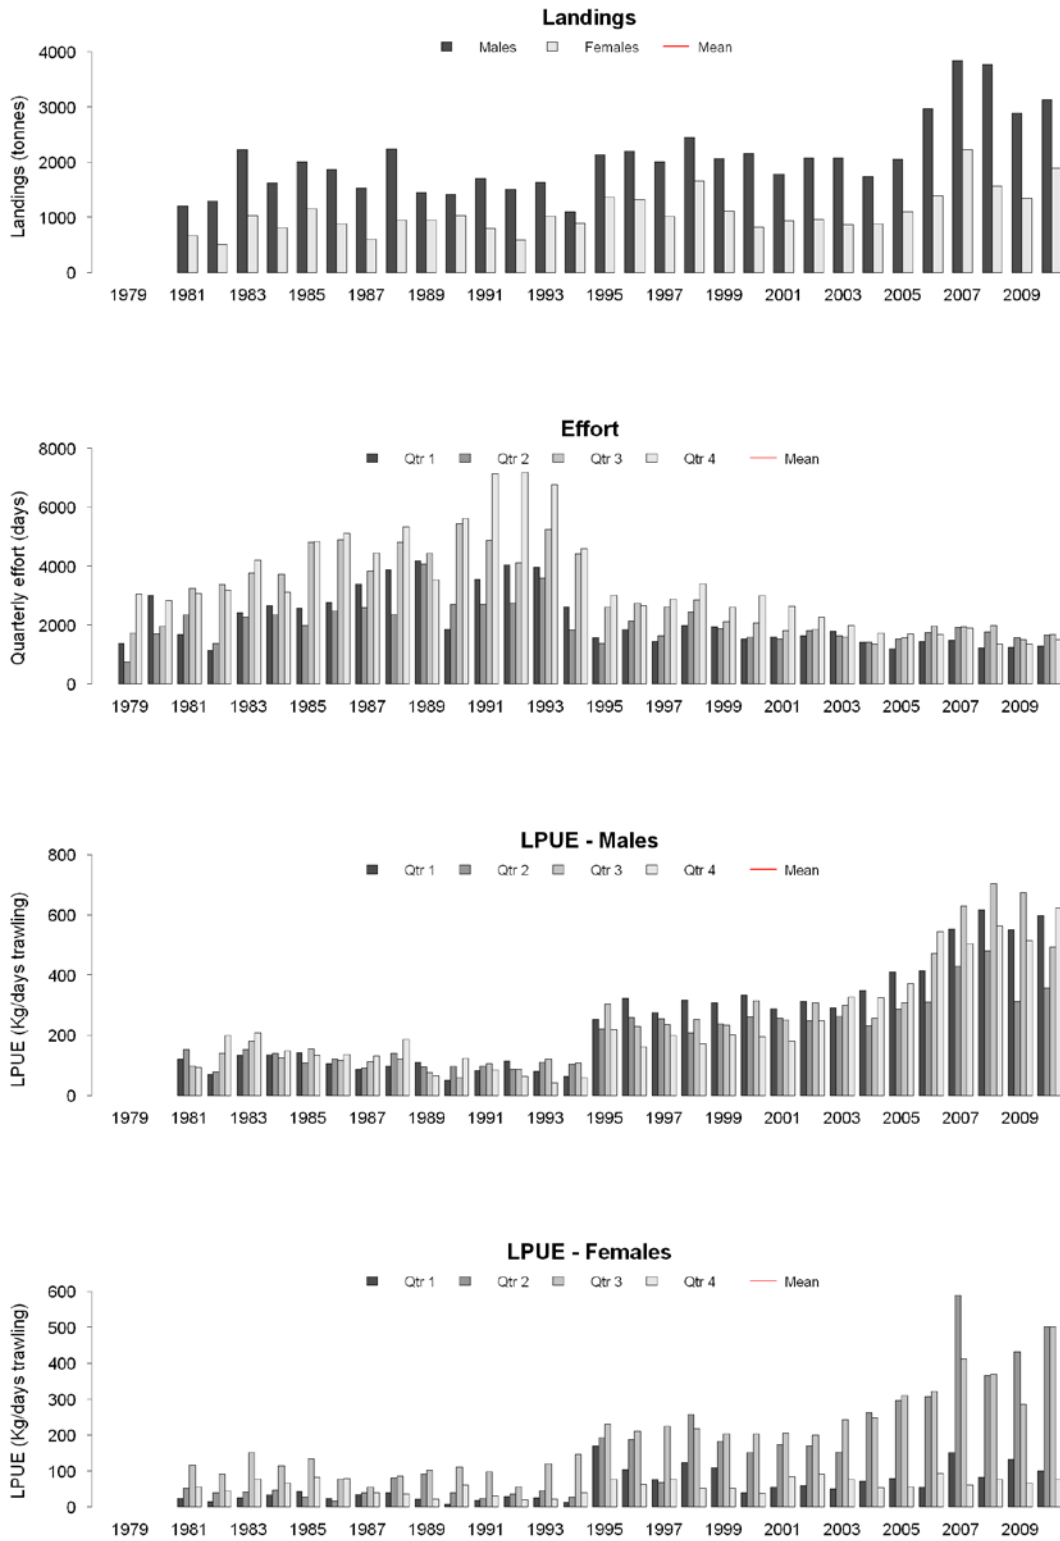 Landings
Males Females Mean
Landings (tonnes)
4000
3000
2000
1000
0
1979 1981 1983 1985 1987 1989 1991 1993 1995 1997 1999 2001 2003 2005 2007 2009
Effort
Qtr 1 Qtr 2 Qtr 3 Qtr 4 Mean
Quarterly effort (days)
8000
6000
4000
2000
0
1979 1981 1983 1985 1987 1989 1991 1993 1995 1997 1999 2001 2003 2005 2007 2009
LPUE - Males
Qtr 1 Qtr 2 Qtr 3 Qtr 4 Mean
LPUE (Kg/days trawling)
800
600
400
200
0
1979 1981 1983 1985 1987 1989 1991 1993 1995 1997 1999 2001 2003 2005 2007 2009
LPUE - Females
Qtr 1 Qtr 2 Qtr 3 Qtr 4 Mean
LPUE (Kg/days trawling)
600
500
400
300
200
100
0
1979 1981 1983 1985 1987 1989 1991 1993 1995 1997 1999 2001 2003 2005 2007 2009